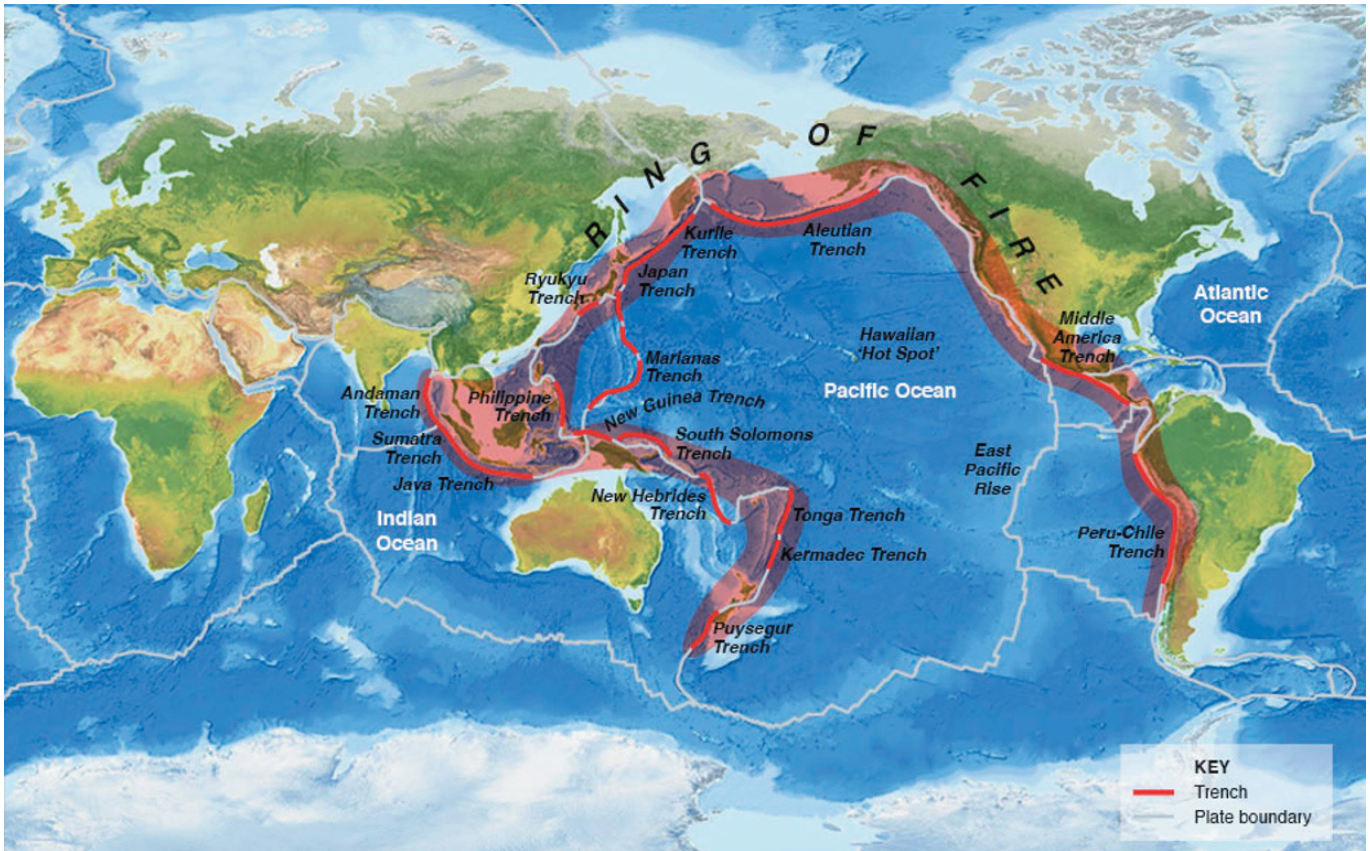 RING OF FIRE
Kurlle
Trench
Aleutian
Trench
Ryukyu
Trench
Japan
Trench
Atlantic
Ocean
Middle
America
Trench
Hawaiian
‘Hot Spot’
Marianas
Trench
Pacific Ocean
Andaman
Trench
Philippine
Trench
New Guinea Trench
South Solomons
Trench
Sumatra
Trench
Java Trench
East
Pacific
Rise
New Hebrides
Trench
Indian
Ocean
Tonga Trench
Kermadec Trench
Peru-Chile
Trench
Puysegur
Trench
KEY
Trench
Plate boundary